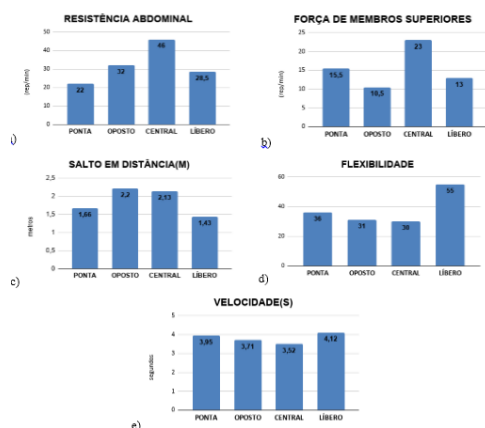 RESISTÊNCIA ABDOMINAL
50
40
30
20
10
0
(rep/min)
22
32
46
28,5
PONTA OPOSTO CENTRAL LÍBERO
FORÇA DE MEMBROS SUPERIORES
25
20
15
10
5
0
(rep/min)
15,5
10,5
23
13
PONTA OPOSTO CENTRAL LÍBERO
b)
SALTO EM DISTÂNCIA(M)
2,5
2
1,5
1
0,5
0
metros
1,66
2,2
2,13
1,43
PONTA OPOSTO CENTRAL LÍBERO
c)
FLEXIBILIDADE
60
40
20
0
36
31
30
55
PONTA OPOSTO CENTRAL LÍBERO
d)
VELOCIDADE(S)
5
4
3
2
1
0
segundos
3,95
3,71
3,52
4,12
PONTA OPOSTO CENTRAL LÍBERO
e)